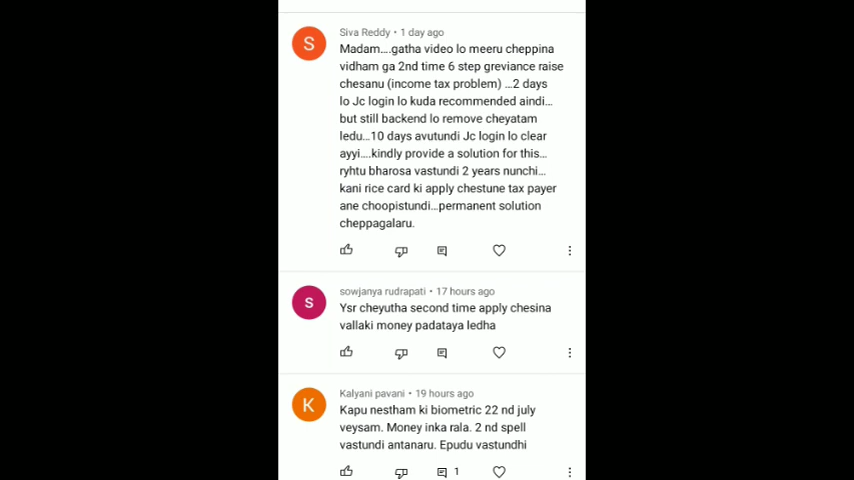 S
Siva Reddy • 1 day ago
Madam....gatha video lo meeru cheppina
vidham ga 2nd time 6 step greviance raise
chesanu (income tax problem) ...2 days
lo Jc login lo kuda recommended aindi...
but still backend lo remove cheyatam
ledu...10 days avutundi Jc login lo clear
ayyi....kindly provide a solution for this...
ryhtu bharosa vastundi 2 years nunchi...
kani rice card ki apply chestune tax payer
ane choopistundi...permanent solution
cheppagalaru.
s
sowjanya rudrapati • 17 hours ago
Ysr cheyutha second time apply chesina
vallaki money padataya ledha
K
Kalyani pavani • 19 hours ago
Kapu nestham ki biometric 22 nd july
veysam. Money inka rala. 2 nd spell
vastundi antanaru. Epudu vastundhi
1